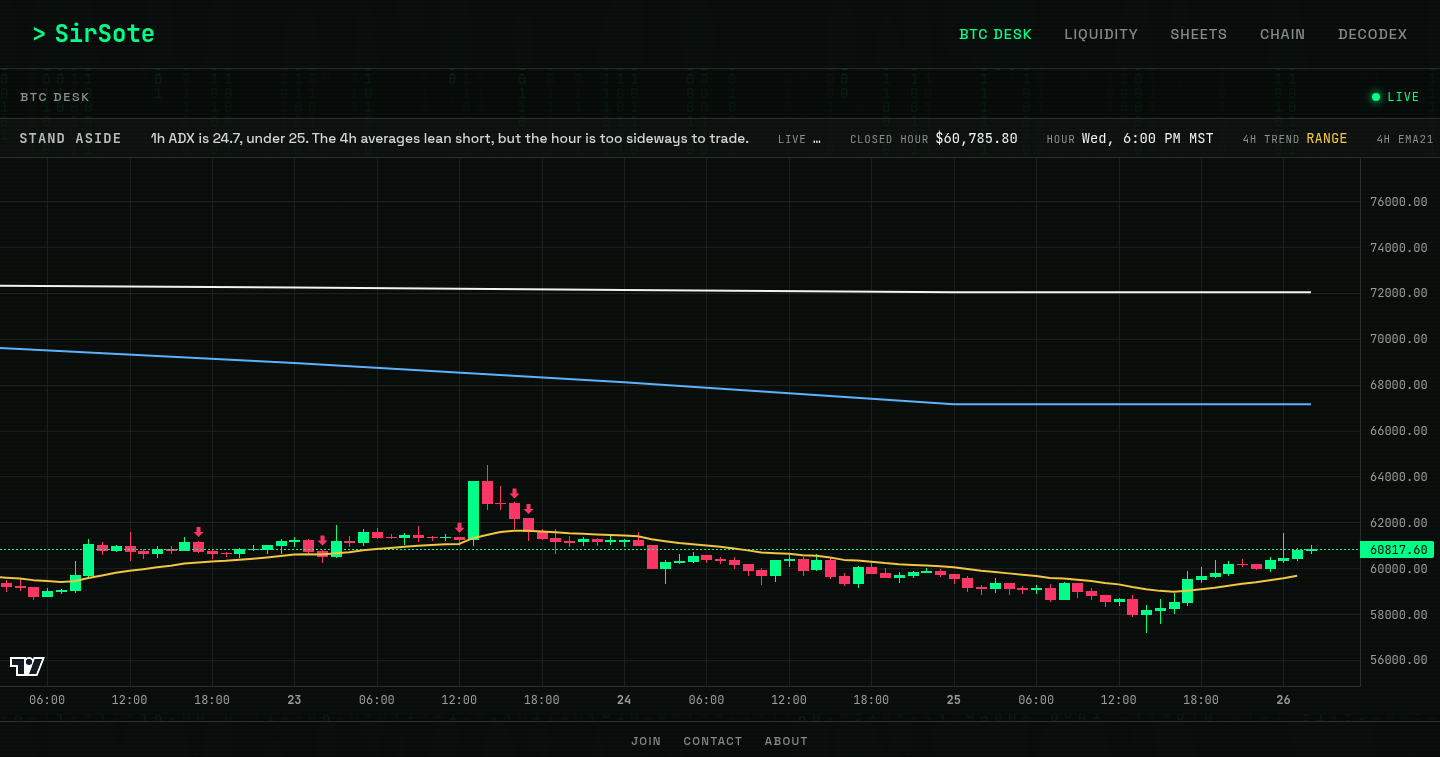 > SirSote
BTC DESK LIQUIDITY SHEETS CHAIN DECODEX
BTC DESK
LIVE
STAND ASIDE 1h ADX is 24.7, under 25. The 4h averages lean short, but the hour is too sideways to trade. LIVE … CLOSED HOUR $60,785.80 HOUR Wed, 6:00 PM MST 4H TREND RANGE 4H EMA21
76000.00
74000.00
72000.00
70000.00
68000.00
66000.00
64000.00
62000.00
60817.60
60000.00
58000.00
56000.00
06:00 12:00 18:00 23 06:00 12:00 18:00 24 06:00 12:00 18:00 25 06:00 12:00 18:00 26
JOIN CONTACT ABOUT